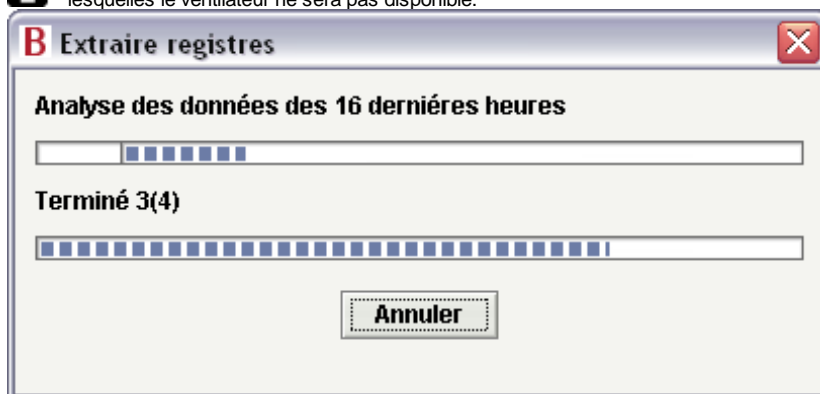 lesquelles le ventilateur ne sera pas disponible.
B Extraire registres
Analyse des données des 16 derniéres heures
Terminé 3(4)
Annuler